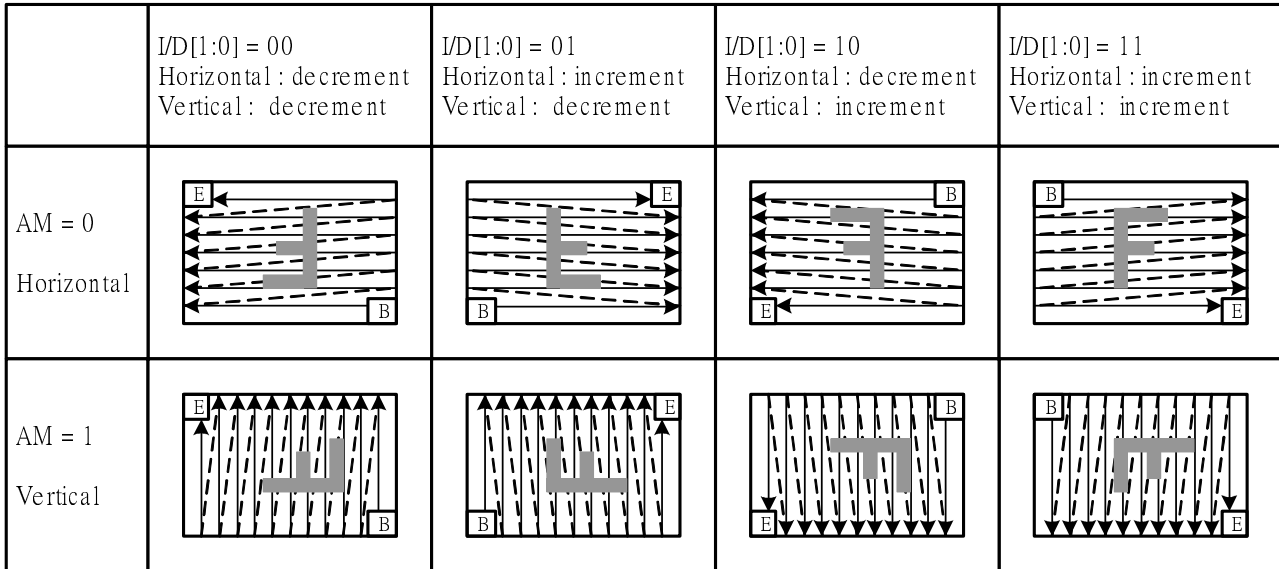 I/D[1:0] = 00
Horizontal : decrement
Vertical : decrement
I/D[1:0] = 01
Horizontal : increment
Vertical : decrement
I/D[1:0] = 10
Horizontal : decrement
Vertical : increment
I/D[1:0] = 11
Horizontal : increment
Vertical : increment
AM = 0
Horizontal
E
B
E
B
B
E
B
E
AM = 1
Vertical
E
B
E
B
B
E
B
E